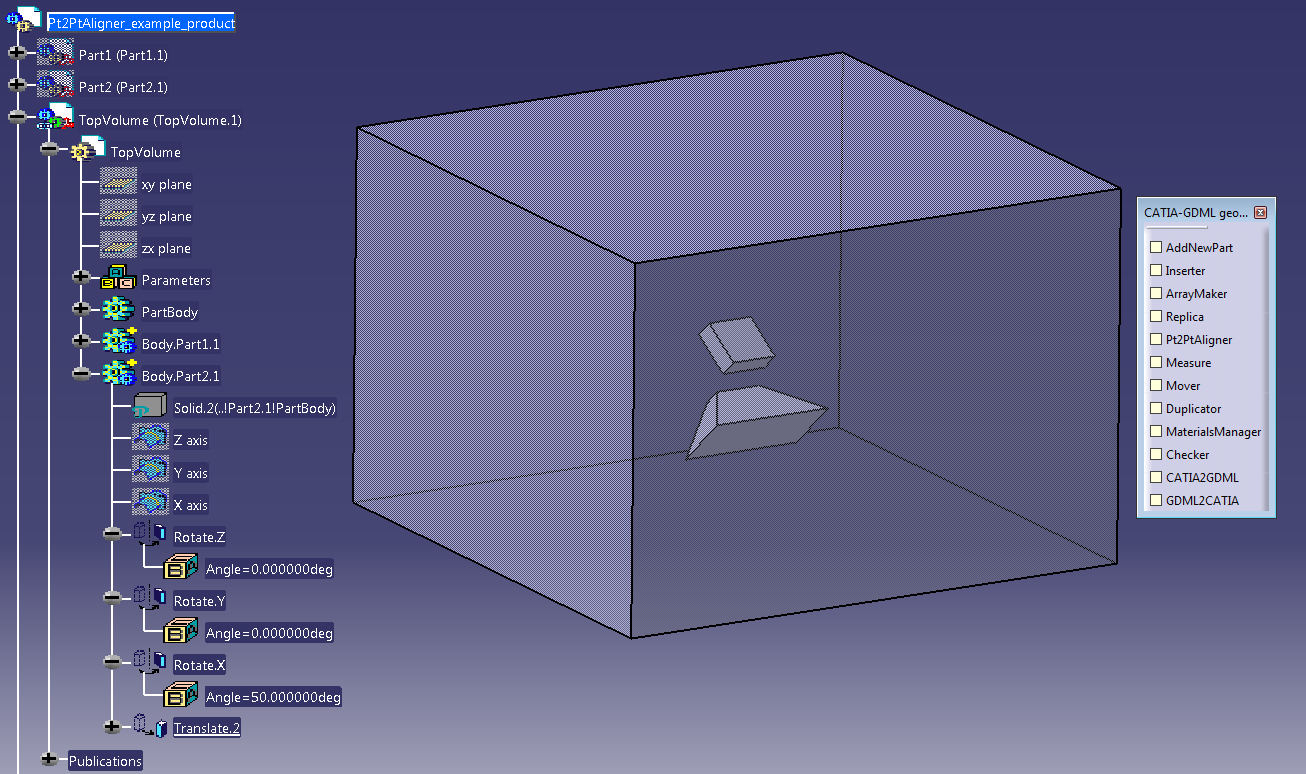 Pt2PtAligner_example_product
Part1 (Part1.1)
Part2 (Part2.1)
TopVolume (TopVolume.1)
TopVolume
xy plane
yz plane
zx plane
Parameters
PartBody
Body.Part1.1
Body.Part2.1
Solid.2(..!Part2.1!PartBody)
Z axis
Y axis
X axis
Rotate.Z
Angle=0.000000deg
Rotate.Y
Angle=0.000000deg
Rotate.X
Angle=50.000000deg
Translate.2
Publications
CATIA-GDML geo...
AddNewPart
Inserter
ArrayMaker
Replica
Pt2PtAligner
Measure
Mover
Duplicator
MaterialsManager
Checker
CATIA2GDML
GDML2CATIA